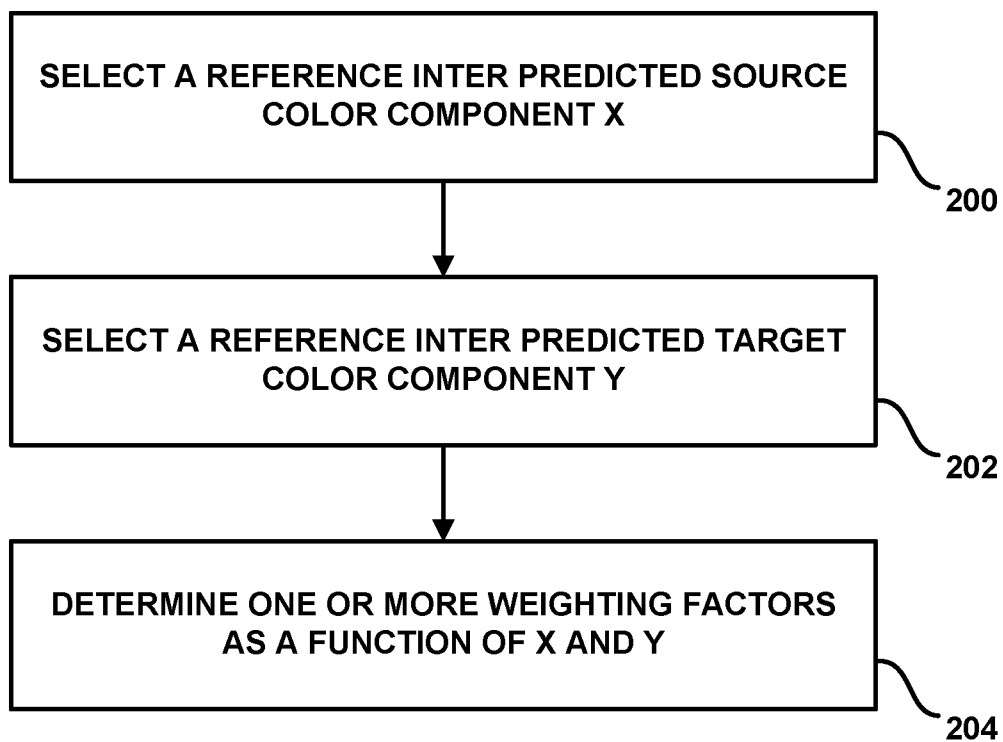 SELECT A REFERENCE INTER PREDICTED SOURCE
COLOR COMPONENT X
200
SELECT A REFERENCE INTER PREDICTED TARGET
COLOR COMPONENT Y
202
DETERMINE ONE OR MORE WEIGHTING FACTORS
AS A FUNCTION OF X AND Y
204